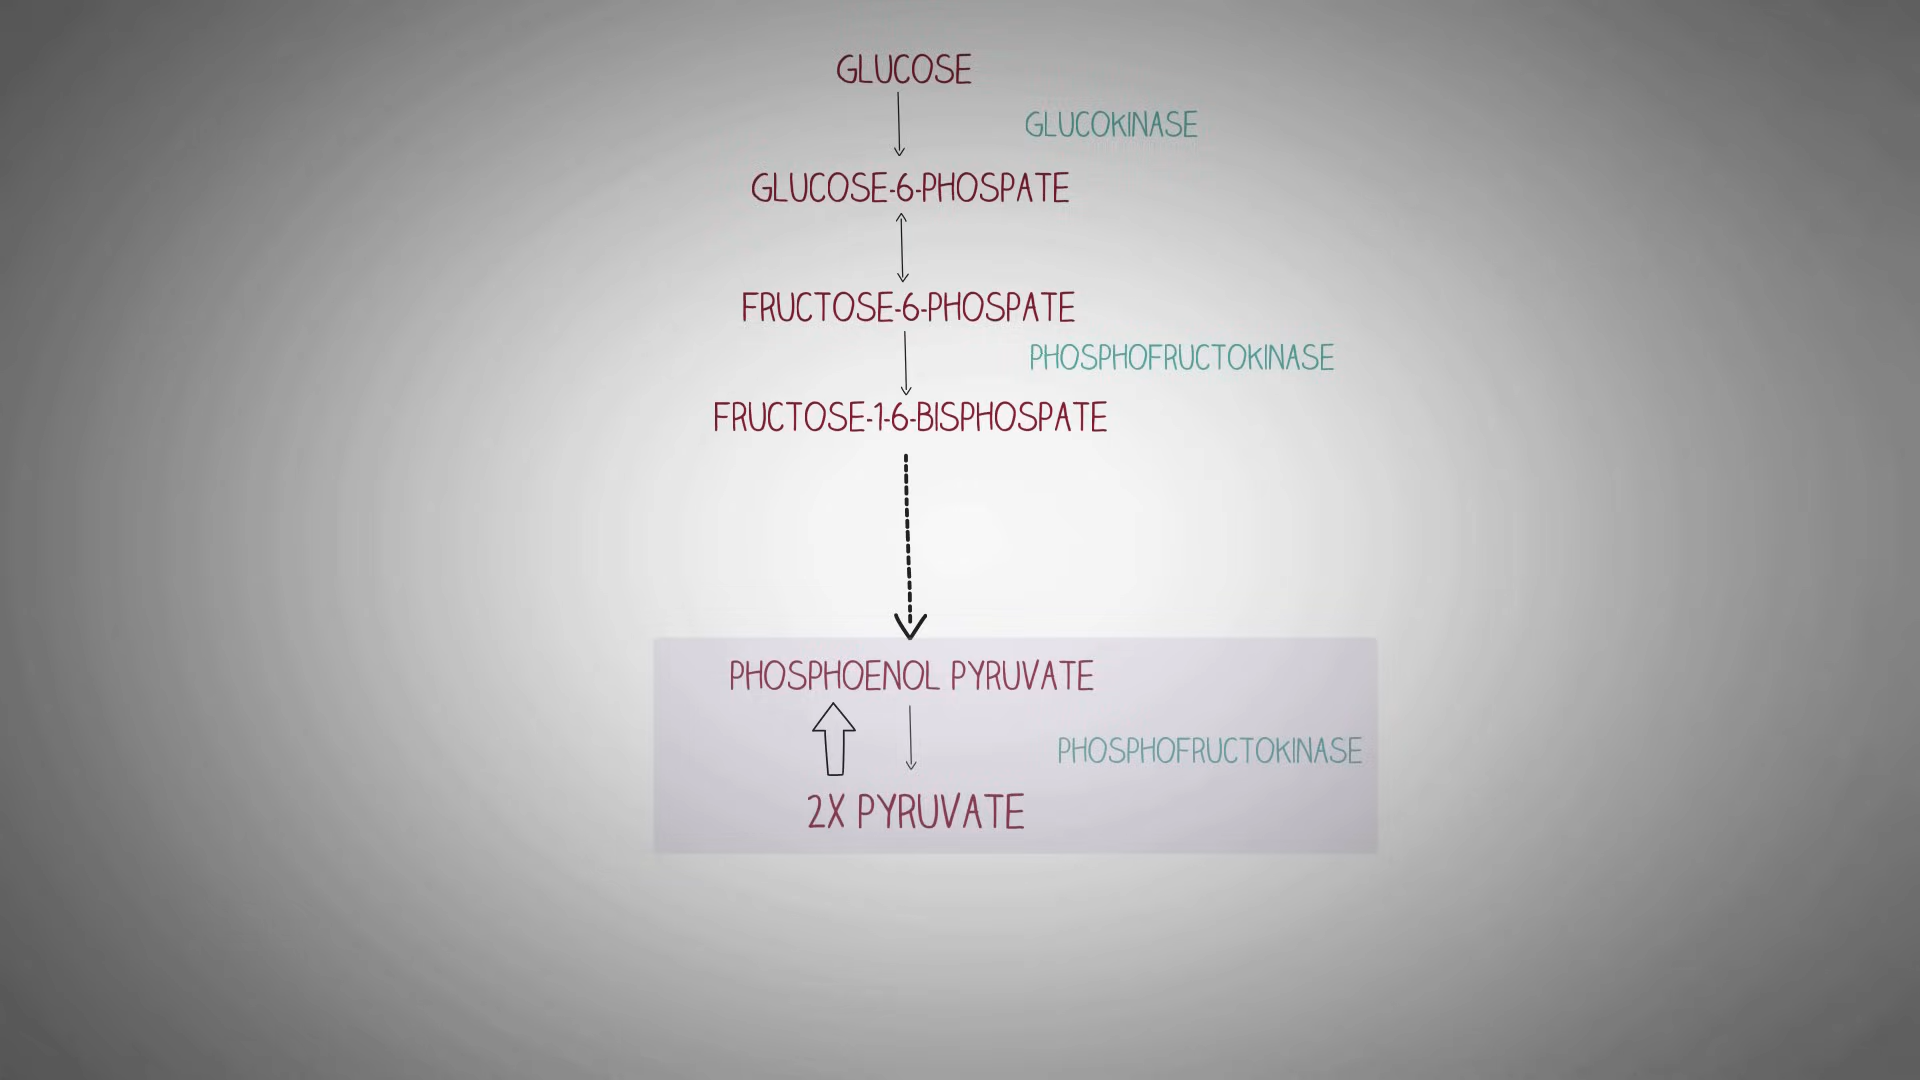 GLUCOSE
GLUCOKINASE
GLUCOSE-6-PHOSPATE
FRUCTOSE-6-PHOSPATE
PHOSPHOFRUCTOKINASE
FRUCTOSE-1-6-BISPHOSPATE
PHOSPHOENOL PYRUVATE
PHOSPHOFRUCTOKINASE
2X PYRUVATE